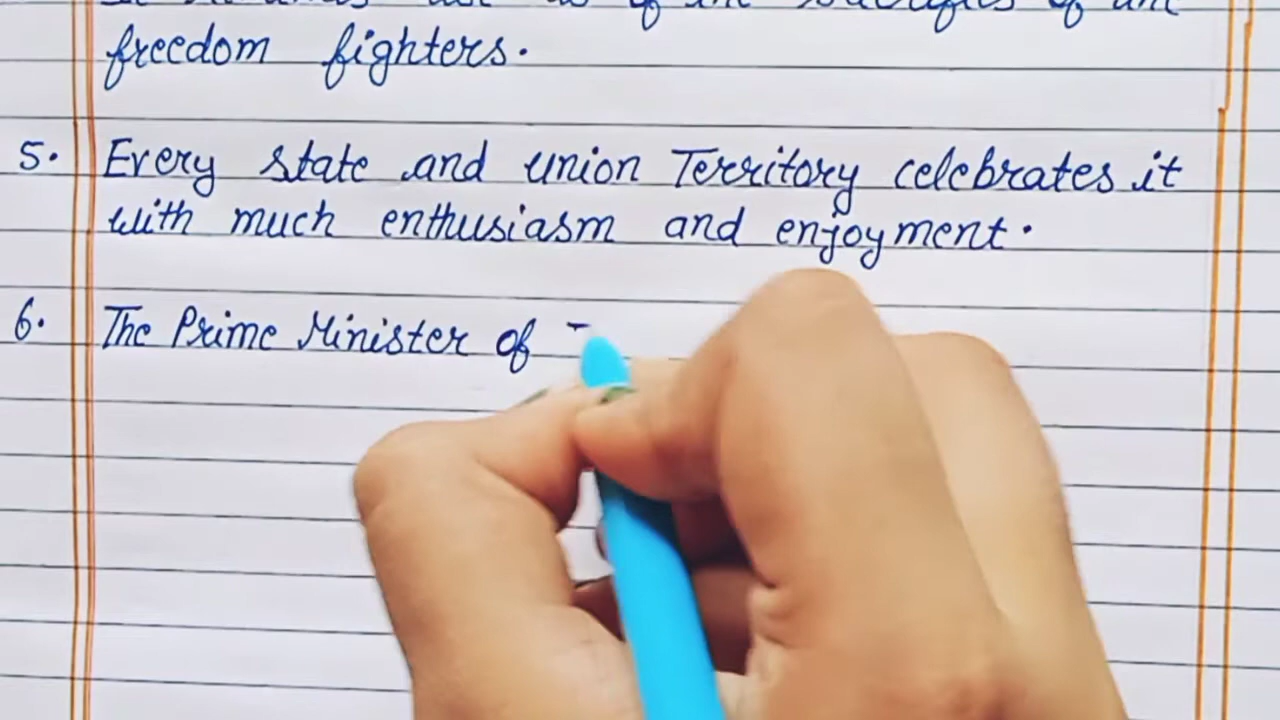 freedom fighters.
5. Every state and union Territory celebrates it
with much enthusiasm and enjoyment.
6. The Prime Minister of